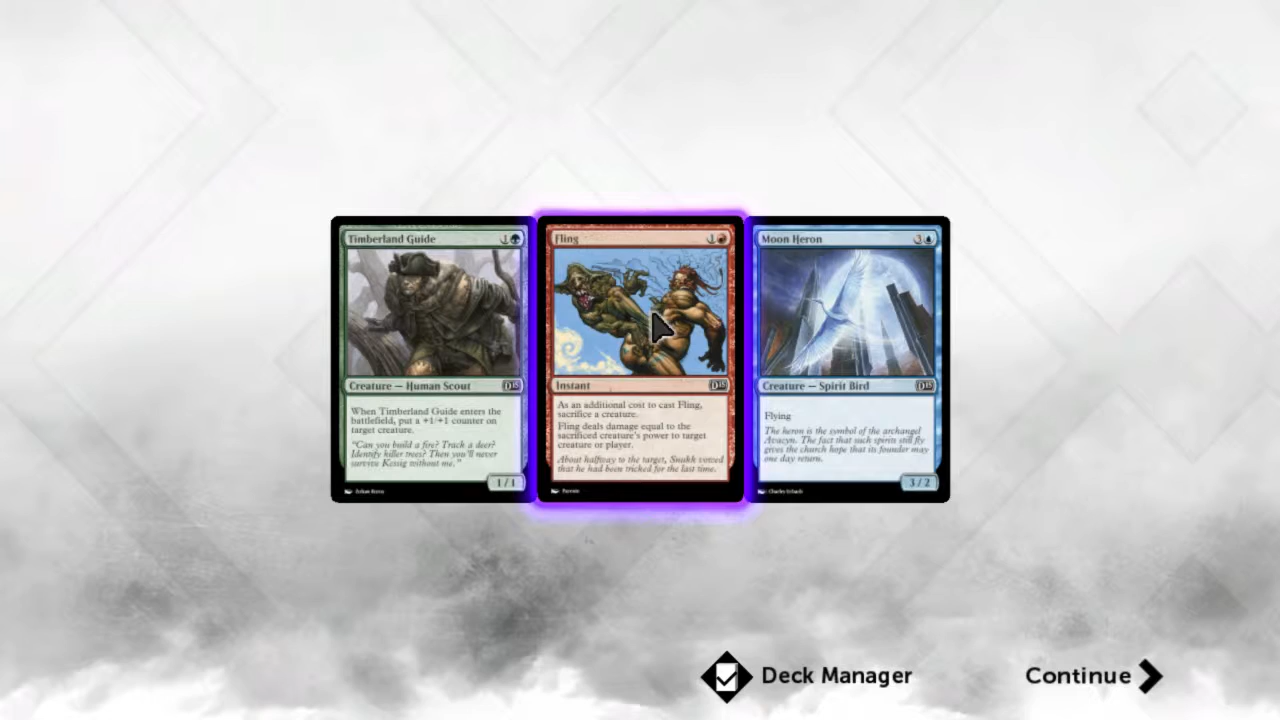 Timberland Guide 1
Creature — Human Scout D15
When Timberland Guide enters the
battlefield, put a +1/+1 counter on
target creature.
"Can you build a fire? Track a deer?
Identify killer trees? Then you'll never
survive Kessig without me."
1/1
Fling 1
Instant D15
As an additional cost to cast Fling,
sacrifice a creature.
Fling deals damage equal to the
sacrificed creature's power to target
creature or player.
About halfway to the target, Snukk vowed
that he had been tricked for the last time.
Moon Heron 3
Creature — Spirit Bird D15
Flying
The heron is the symbol of the archangel
Avacyn. The fact that such spirits still fly
gives the church hope that its founder may
one day return.
3/2
Deck Manager
Continue